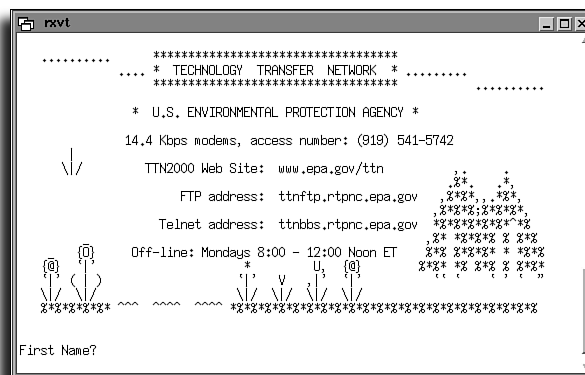 rxvt
* TECHNOLOGY TRANSFER NETWORK *
* U.S. ENVIRONMENTAL PROTECTION AGENCY *
14.4 Kbps modems, access number: (919) 541-5742
TTN2000 Web Site: www.epa.gov/ttn
FTP address: ttnftp.rtpnc.epa.gov
Telnet address: ttnbbs.rtpnc.epa.gov
Off-line: Mondays 8:00 - 12:00 Noon ET
First Name?